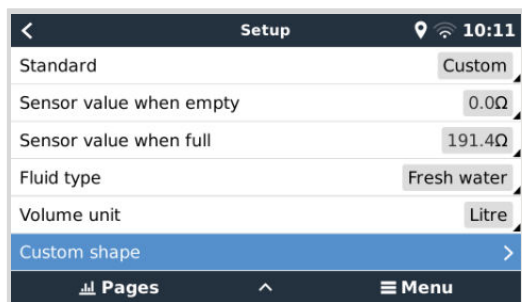 Setup 10:11
Standard Custom
Sensor value when empty 0.0Ω
Sensor value when full 191.4Ω
Fluid type Fresh water
Volume unit Litre
Custom shape
Pages Menu